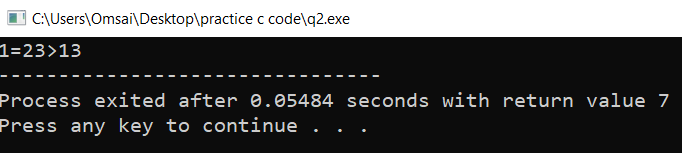 C:\Users\Omsai\Desktop\practice c code\q2.exe
1=23>13
--------------------------------
Process exited after 0.05484 seconds with return value 7
Press any key to continue . . .